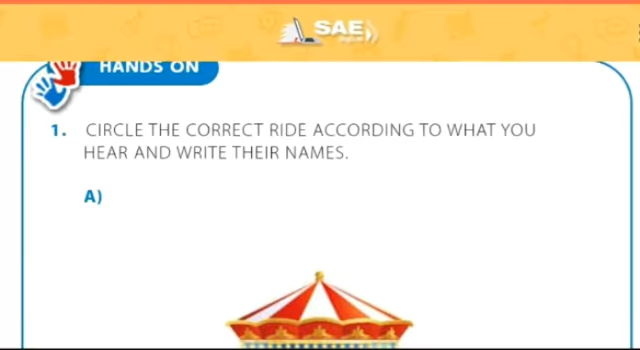 SAE
HANDS ON
1. CIRCLE THE CORRECT RIDE ACCORDING TO WHAT YOU
HEAR AND WRITE THEIR NAMES.
A)